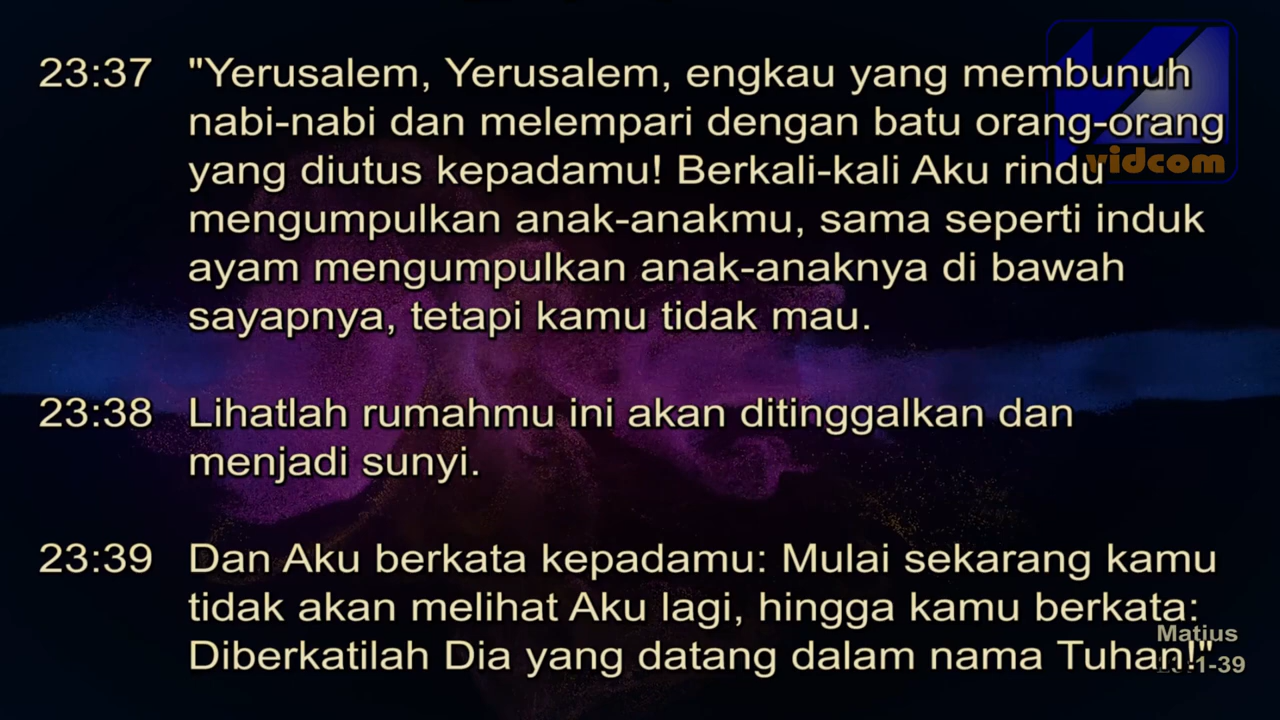 23:37 "Yerusalem, Yerusalem, engkau yang membunuh
nabi-nabi dan melempari dengan batu orang-orang
yang diutus kepadamu! Berkali-kali Aku rindu
mengumpulkan anak-anakmu, sama seperti induk
ayam mengumpulkan anak-anaknya di bawah
sayapnya, tetapi kamu tidak mau.
23:38 Lihatlah rumahmu ini akan ditinggalkan dan
menjadi sunyi.
23:39 Dan Aku berkata kepadamu: Mulai sekarang kamu
tidak akan melihat Aku lagi, hingga kamu berkata:
Diberkatilah Dia yang datang dalam nama Tuhan!"
vidcom
Matius